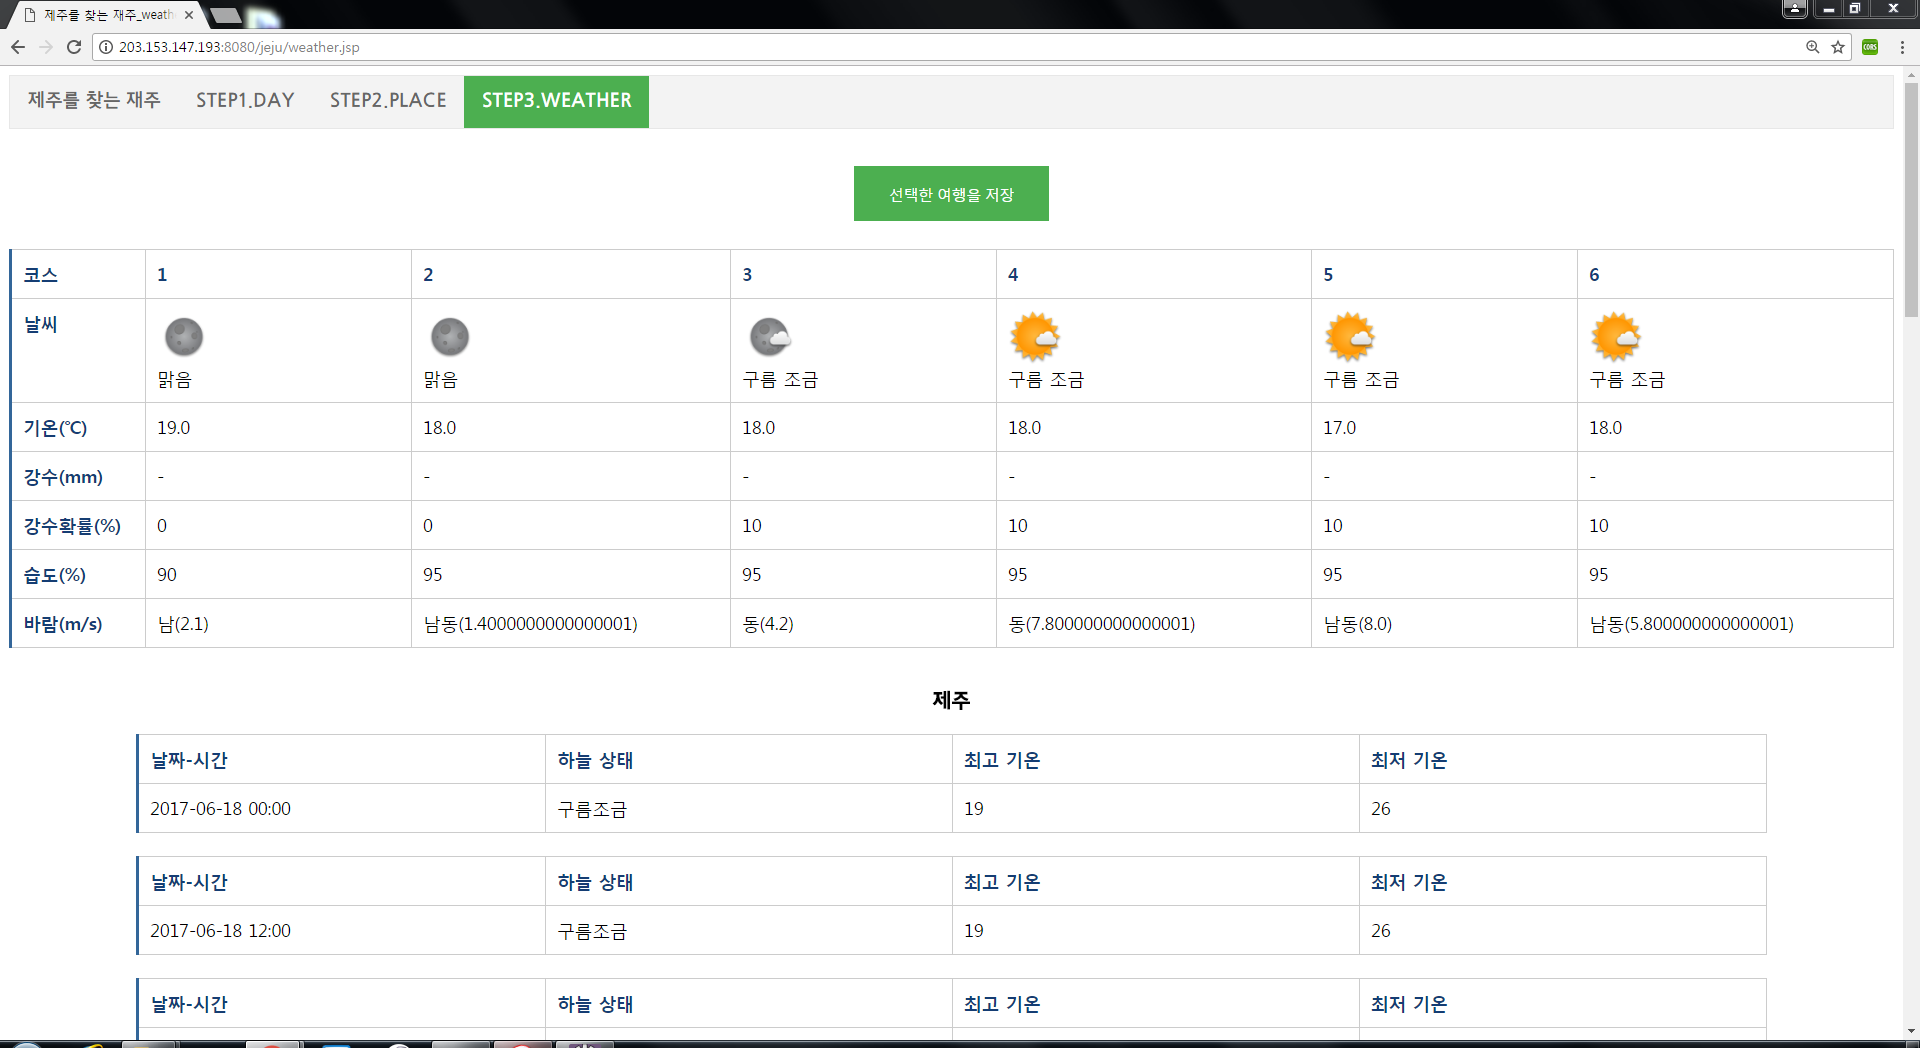 제주를 찾는 재주_weath
203.153.147.193:8080/jeju/weather.jsp
CORS
제주를 찾는 재주 STEP1.DAY STEP2.PLACE STEP3.WEATHER
선택한 여행을 저장
코스 1 2 3 4 5 6
날씨 맑음 맑음 구름 조금 구름 조금 구름 조금 구름 조금
기온(℃) 19.0 18.0 18.0 18.0 17.0 18.0
강수(mm) - - - - - -
강수확률(%) 0 0 10 10 10 10
습도(%) 90 95 95 95 95 95
바람(m/s) 남(2.1) 남동(1.4000000000000001) 동(4.2) 동(7.800000000000001) 남동(8.0) 남동(5.800000000000001)
제주
날짜-시간 하늘 상태 최고 기온 최저 기온
2017-06-18 00:00 구름조금 19 26
날짜-시간 하늘 상태 최고 기온 최저 기온
2017-06-18 12:00 구름조금 19 26
날짜-시간 하늘 상태 최고 기온 최저 기온